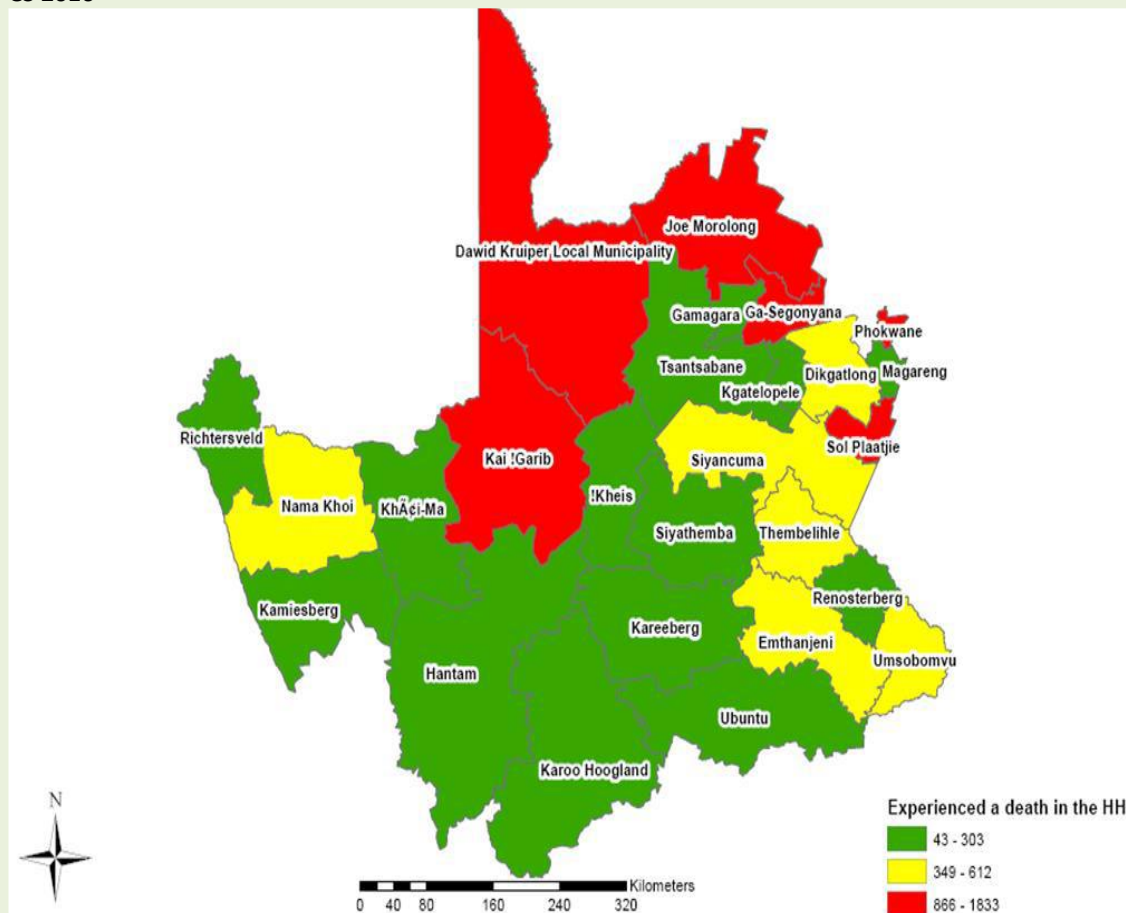 Joe Morolong
Dawid Kruiper Local Municipality
Gamagara
Ga-Segonyana
Phokwane
Tsantsabane
Dikgatlong
Magareng
Kgatelopele
Richtersveld
Sol Plaatjie
Kai !Garib
Siyancuma
Nama Khoi
KhÃ¢i-Ma
!Kheis
Siyathemba
Thembelihle
Renosterberg
Kamiesberg
Kareeberg
Emthanjeni
Umsobomvu
Hantam
Ubuntu
Karoo Hoogland
N
Experienced a death in the HH
43 - 303
349 - 612
866 - 1833
Kilometers
0 40 80 160 240 320